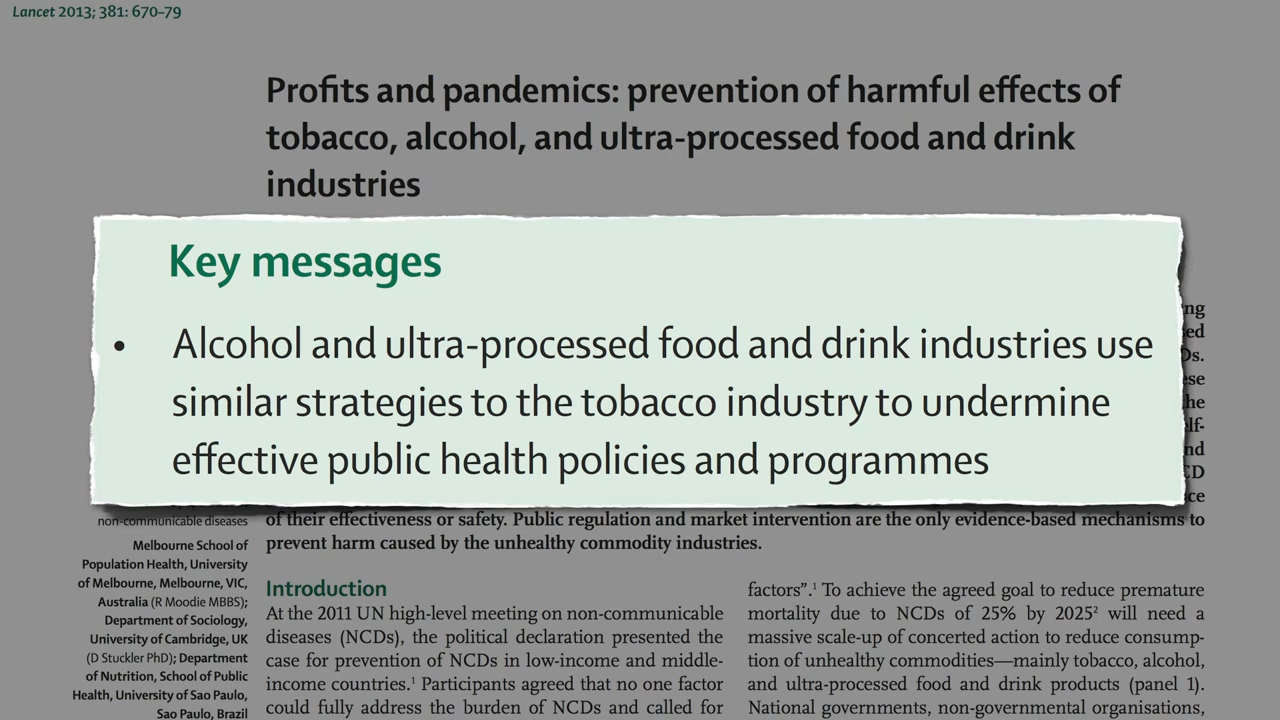 Lancet 2013; 381: 670–79
Profits and pandemics: prevention of harmful effects of
tobacco, alcohol, and ultra-processed food and drink
industries
Key messages
• Alcohol and ultra-processed food and drink industries use
similar strategies to the tobacco industry to undermine
effective public health policies and programmes
of their effectiveness or safety. Public regulation and market intervention are the only evidence-based mechanisms to
prevent harm caused by the unhealthy commodity industries.
non-communicable diseases
Melbourne School of
Population Health, University
of Melbourne, Melbourne, VIC,
Australia (R Moodie MBBS);
Department of Sociology,
University of Cambridge, UK
(D Stuckler PhD); Department
of Nutrition, School of Public
Health, University of Sao Paulo,
Sao Paulo, Brazil
Introduction
At the 2011 UN high-level meeting on non-communicable
diseases (NCDs), the political declaration presented the
case for prevention of NCDs in low-income and middle-
income countries.¹ Participants agreed that no one factor
could fully address the burden of NCDs and called for
factors”.¹ To achieve the agreed goal to reduce premature
mortality due to NCDs of 25% by 2025² will need a
massive scale-up of concerted action to reduce consump-
tion of unhealthy commodities—mainly tobacco, alcohol,
and ultra-processed food and drink products (panel 1).
National governments, non-governmental organisations,